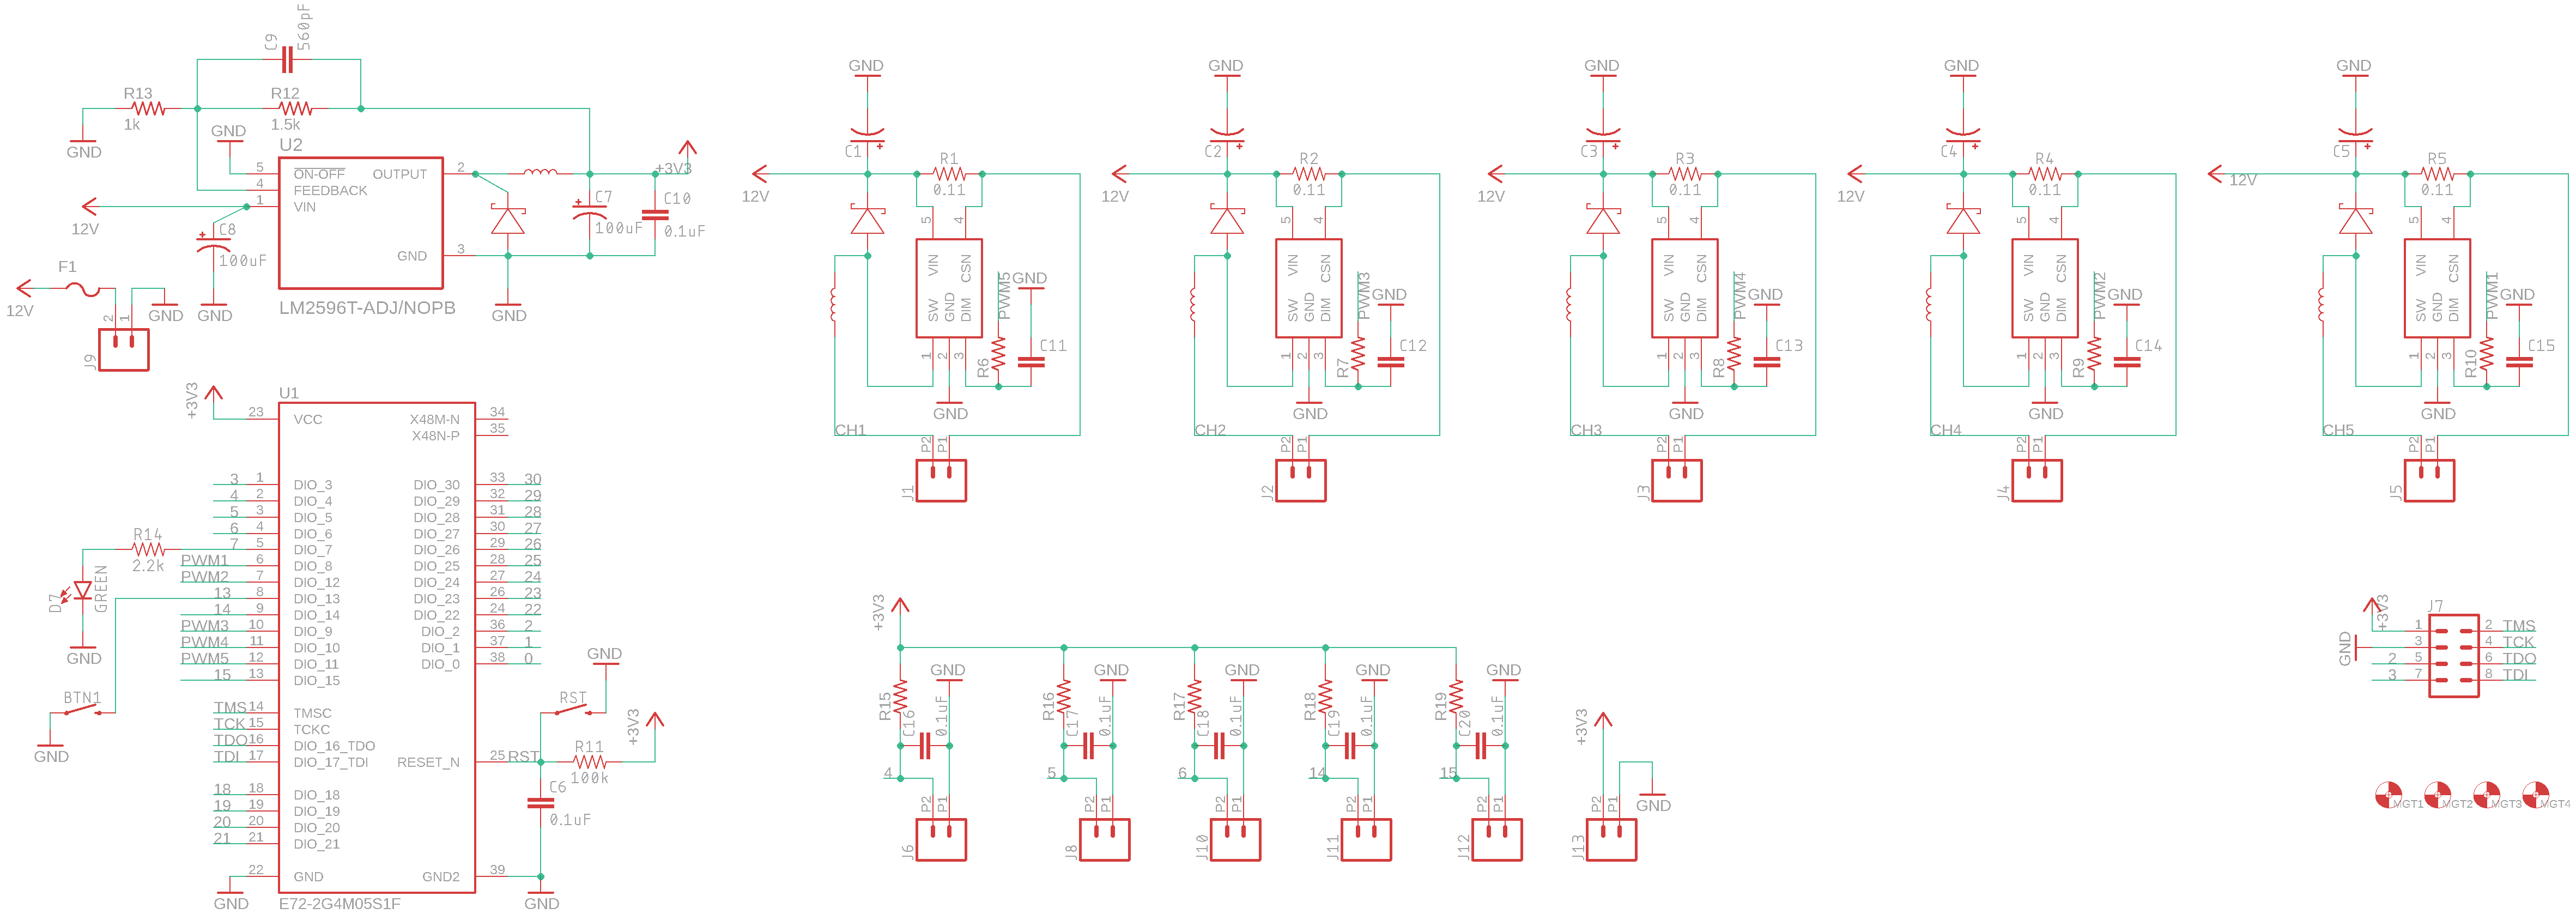 C9
560pF
R13
1k
R12
1.5k
GND
GND
U2
5
4
1
ON-OFF
FEEDBACK
VIN
OUTPUT
GND
2
3
+3V3
12V
C8
100uF
C7
100uF
C10
0.1uF
GND
GND
LM2596T-ADJ/NOPB
F1
12V
GND
2
1
J9
GND
C1
12V
R1
0.11
5
4
VIN
CSN
SW
GND
DIM
1
2
3
PWM5
GND
R6
C11
GND
CH1
P2
P1
J1
GND
C2
12V
R2
0.11
5
4
VIN
CSN
SW
GND
DIM
1
2
3
PWM3
GND
R7
C12
GND
CH2
P2
P1
J2
GND
C3
12V
R3
0.11
5
4
VIN
CSN
SW
GND
DIM
1
2
3
PWM4
GND
R8
C13
GND
CH3
P2
P1
J3
GND
C4
12V
R4
0.11
5
4
VIN
CSN
SW
GND
DIM
1
2
3
PWM2
GND
R9
C14
GND
CH4
P2
P1
J4
GND
C5
12V
R5
0.11
5
4
VIN
CSN
SW
GND
DIM
1
2
3
PWM1
GND
R10
C15
GND
CH5
P2
P1
J5
+3V3
U1
23 VCC
X48M-N 34
X48N-P 35
3 1 DIO_3
4 2 DIO_4
5 3 DIO_5
6 4 DIO_6
7 5 DIO_7
PWM1 6 DIO_8
PWM2 7 DIO_12
13 8 DIO_13
14 9 DIO_14
PWM3 10 DIO_9
PWM4 11 DIO_10
PWM5 12 DIO_11
15 13 DIO_15
TMS 14 TMSC
TCK 15 TCKC
TDO 16 DIO_16_TDO
TDI 17 DIO_17_TDI
18 18 DIO_18
19 19 DIO_19
20 20 DIO_20
21 21 DIO_21
22 GND
GND
DIO_30 33 30
DIO_29 32 29
DIO_28 31 28
DIO_27 30 27
DIO_26 29 26
DIO_25 28 25
DIO_24 27 24
DIO_23 26 23
DIO_22 24 22
DIO_2 36 2
DIO_1 37 1
DIO_0 38 0
RESET_N 25 RST
GND2 39
GND
E72-2G4M05S1F
R14
2.2k
D7
GREEN
GND
BTN1
GND
GND
RST
+3V3
R11
100k
C6
0.1uF
+3V3
R15
GND
C16
0.1uF
4
P2
P1
J6
R16
GND
C17
0.1uF
5
P2
P1
J8
R17
GND
C18
0.1uF
6
P2
P1
J10
R18
GND
C19
0.1uF
14
P2
P1
J11
R19
GND
C20
0.1uF
15
P2
P1
J12
+3V3
GND
P2
P1
J13
+3V3
GND
J7
1 2 TMS
3 4 TCK
2 5 6 TDO
3 7 8 TDI
MGT1
MGT2
MGT3
MGT4